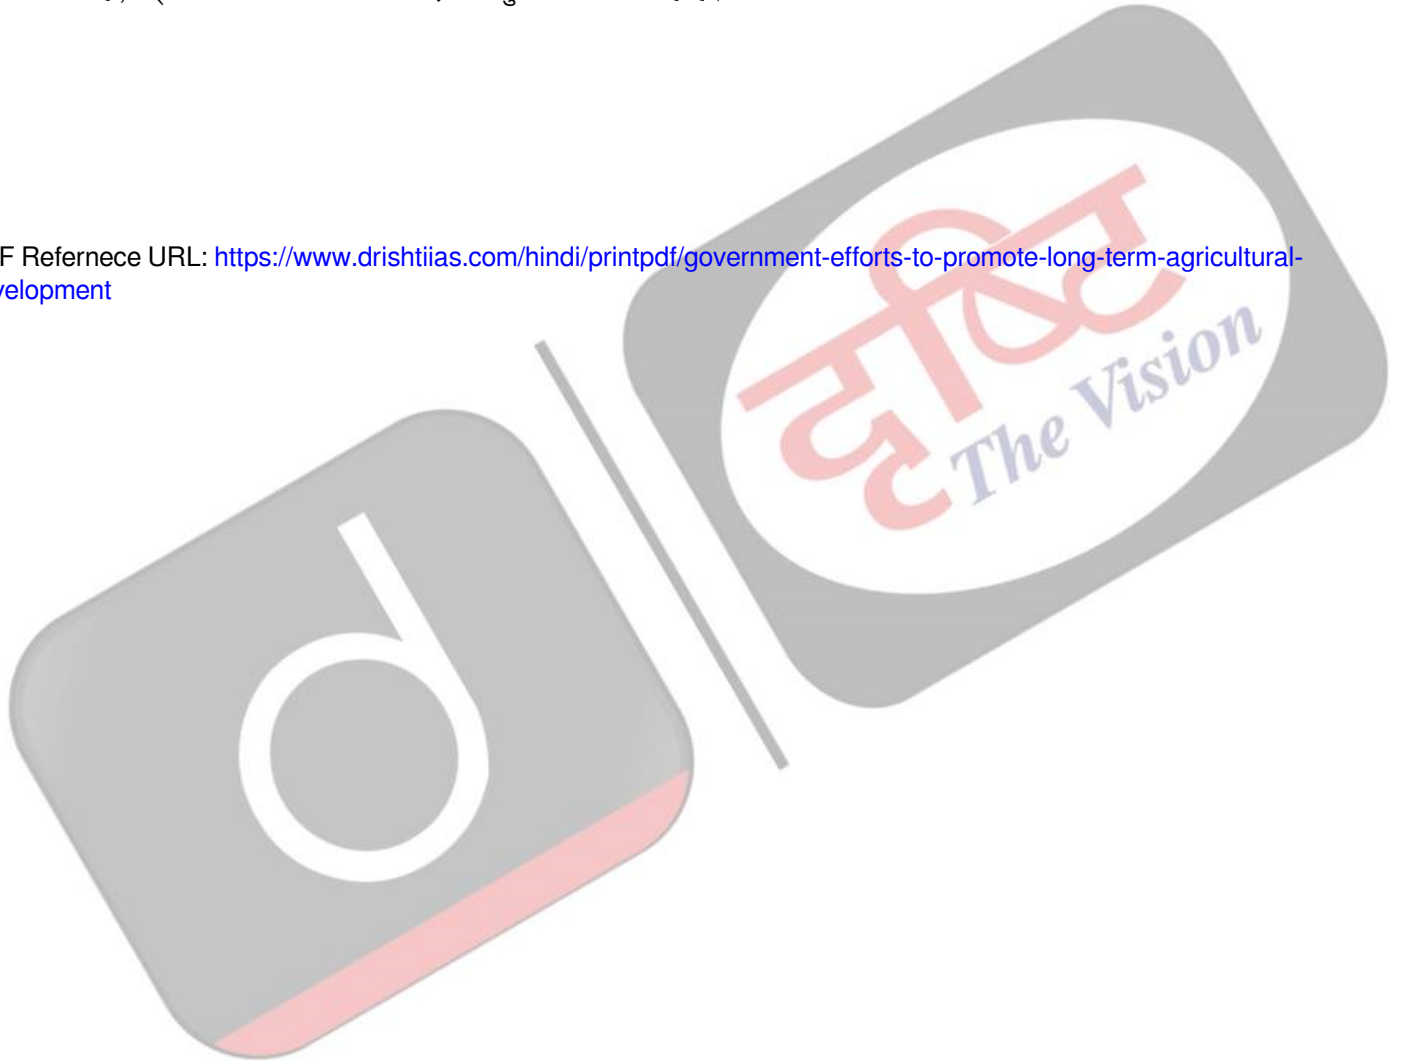 F Refernece URL: https://www.drishtiias.com/hindi/printpdf/government-efforts-to-promote-long-term-agricultural-
velopment
दृष्टि
The Vision
d